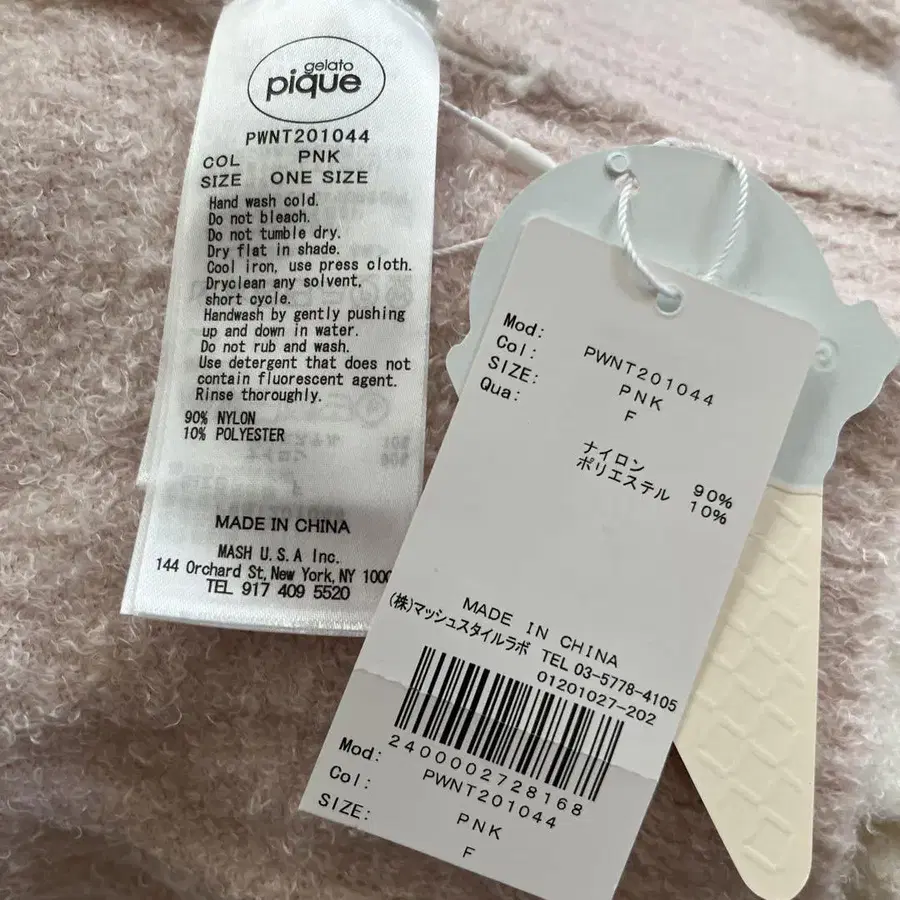 gelato
pique
PWNT201044
COL PNK
SIZE ONE SIZE
Hand wash cold.
Do not bleach.
Do not tumble dry.
Dry flat in shade.
Cool iron, use press cloth.
Dryclean any solvent,
short cycle.
Handwash by gently pushing
up and down in water.
Do not rub and wash.
Use detergent that does not
contain fluorescent agent.
Rinse thoroughly.
90% NYLON
10% POLYESTER
MADE IN CHINA
MASH U.S.A Inc.
144 Orchard St, New York, NY
TEL 917 409 5520
Mod: PWNT201044
Col: PNK
SIZE: F
Qua:
ナイロン 90%
ポリエステル 10%
MADE IN CHINA
(株)マッシュスタイルラボ TEL 03-5778-4105
01201027-202
2400002728168
Mod: PWNT201044
Col: PNK
SIZE: F